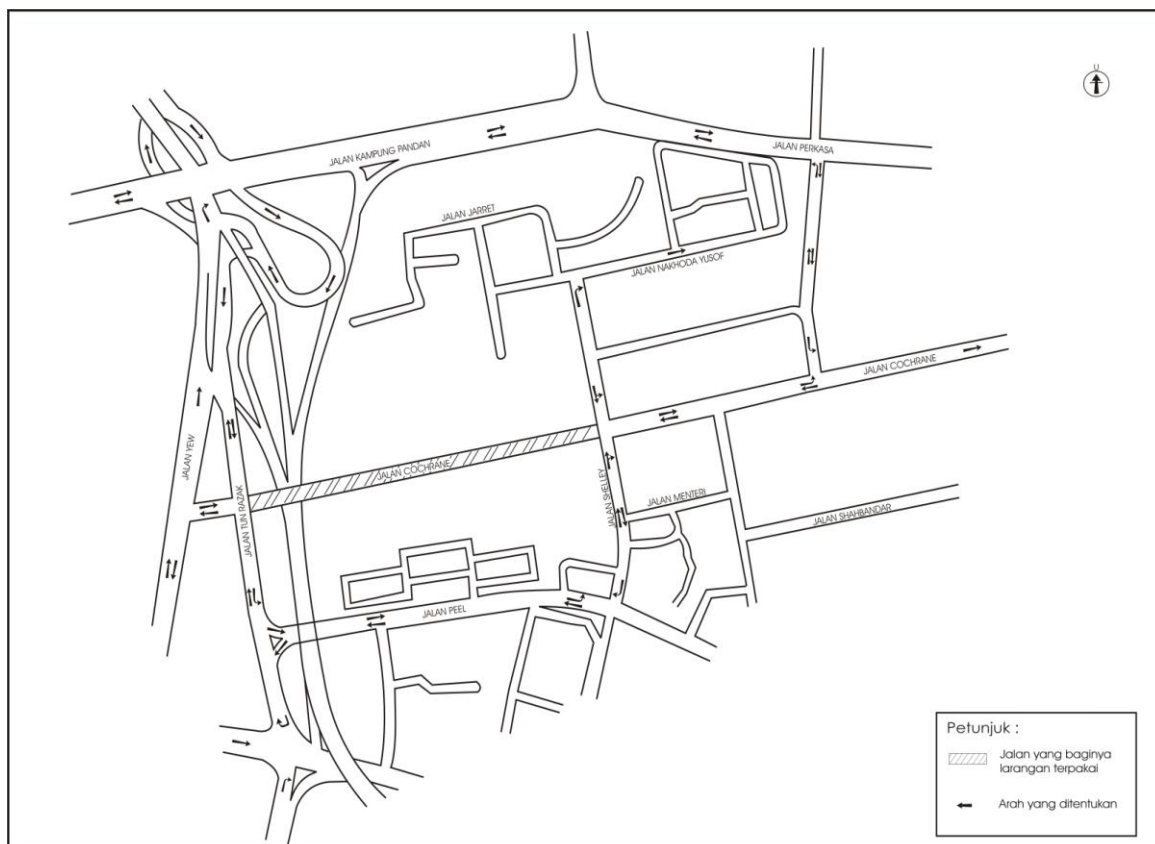 U
JALAN KAMPUNG PANDAN
JALAN PERKASA
JALAN JARRET
JALAN NAKHODA YUSOF
JALAN COCHRANE
JALAN YEW
JALAN TUN RAZAK
JALAN COCHRANE
JALAN SHELLEY
JALAN MENTERI
JALAN SHAHBANDAR
JALAN PEEL
Petunjuk :
Jalan yang baginya
larangan terpakai
Arah yang ditentukan